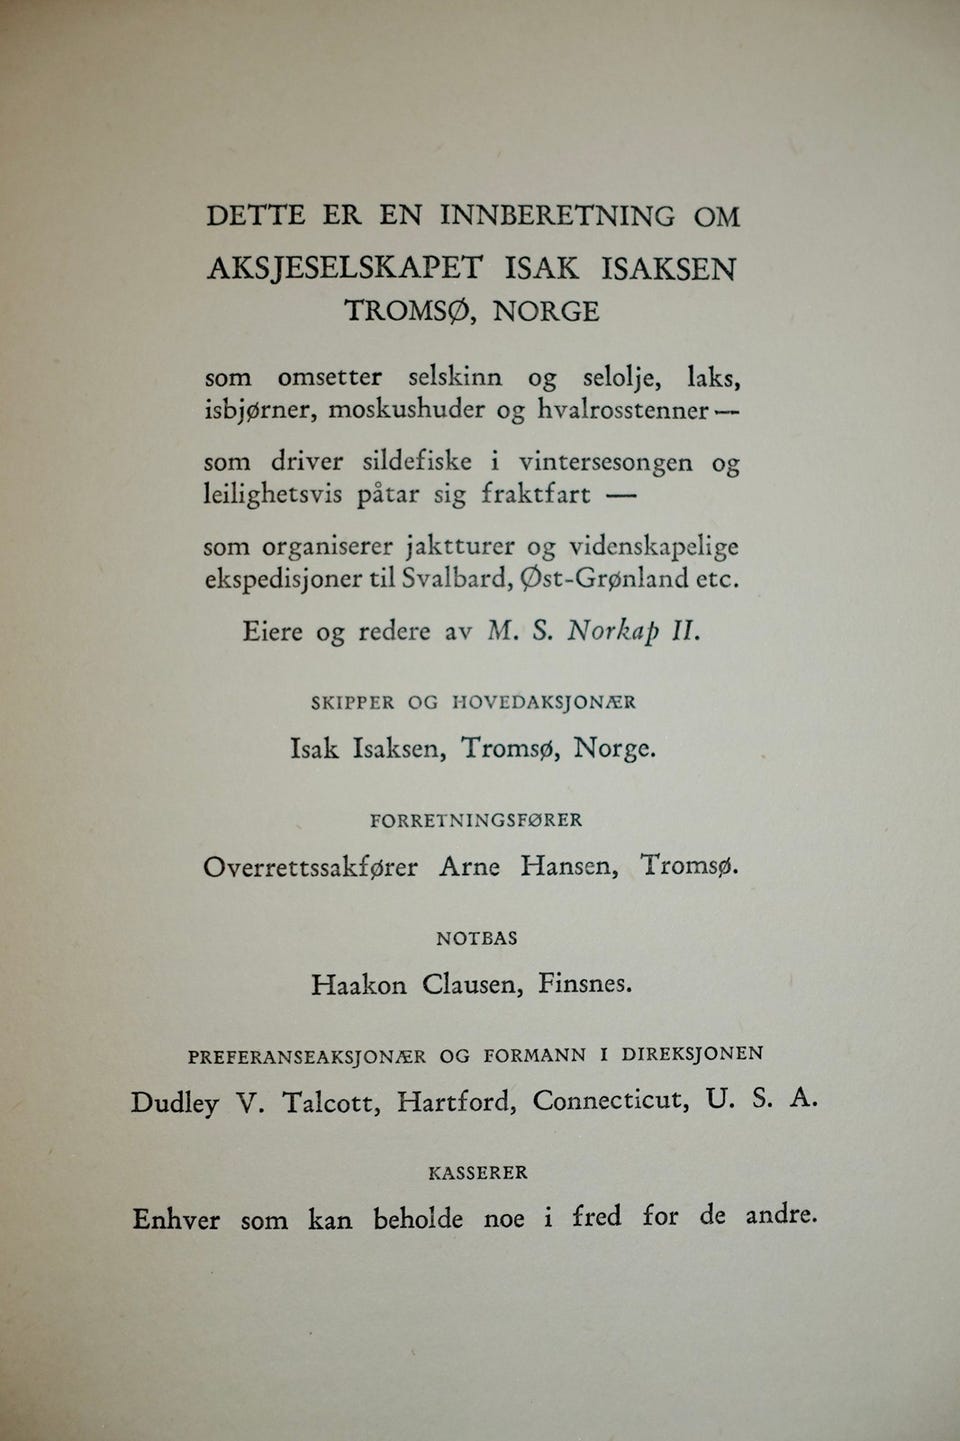 DETTE ER EN INNBERETNING OM
AKSJESELSKAPET ISAK ISAKSEN
TROMSØ, NORGE
som omsetter selskinn og selolje, laks,
isbjørner, moskushuder og hvalrosstenner —
som driver sildefiske i vintersesongen og
leilighetsvis påtar sig fraktfart —
som organiserer jaktturer og videnskapelige
ekspedisjoner til Svalbard, Øst-Grønland etc.
Eiere og redere av M. S. Norkap II.
SKIPPER OG HOVEDAKSJONÆR
Isak Isaksen, Tromsø, Norge.
FORRETNINGSFØRER
Overrettssakfører Arne Hansen, Tromsø.
NOTBAS
Haakon Clausen, Finsnes.
PREFERANSEAKSJONÆR OG FORMANN I DIREKSJONEN
Dudley V. Talcott, Hartford, Connecticut, U. S. A.
KASSERER
Enhver som kan beholde noe i fred for de andre.